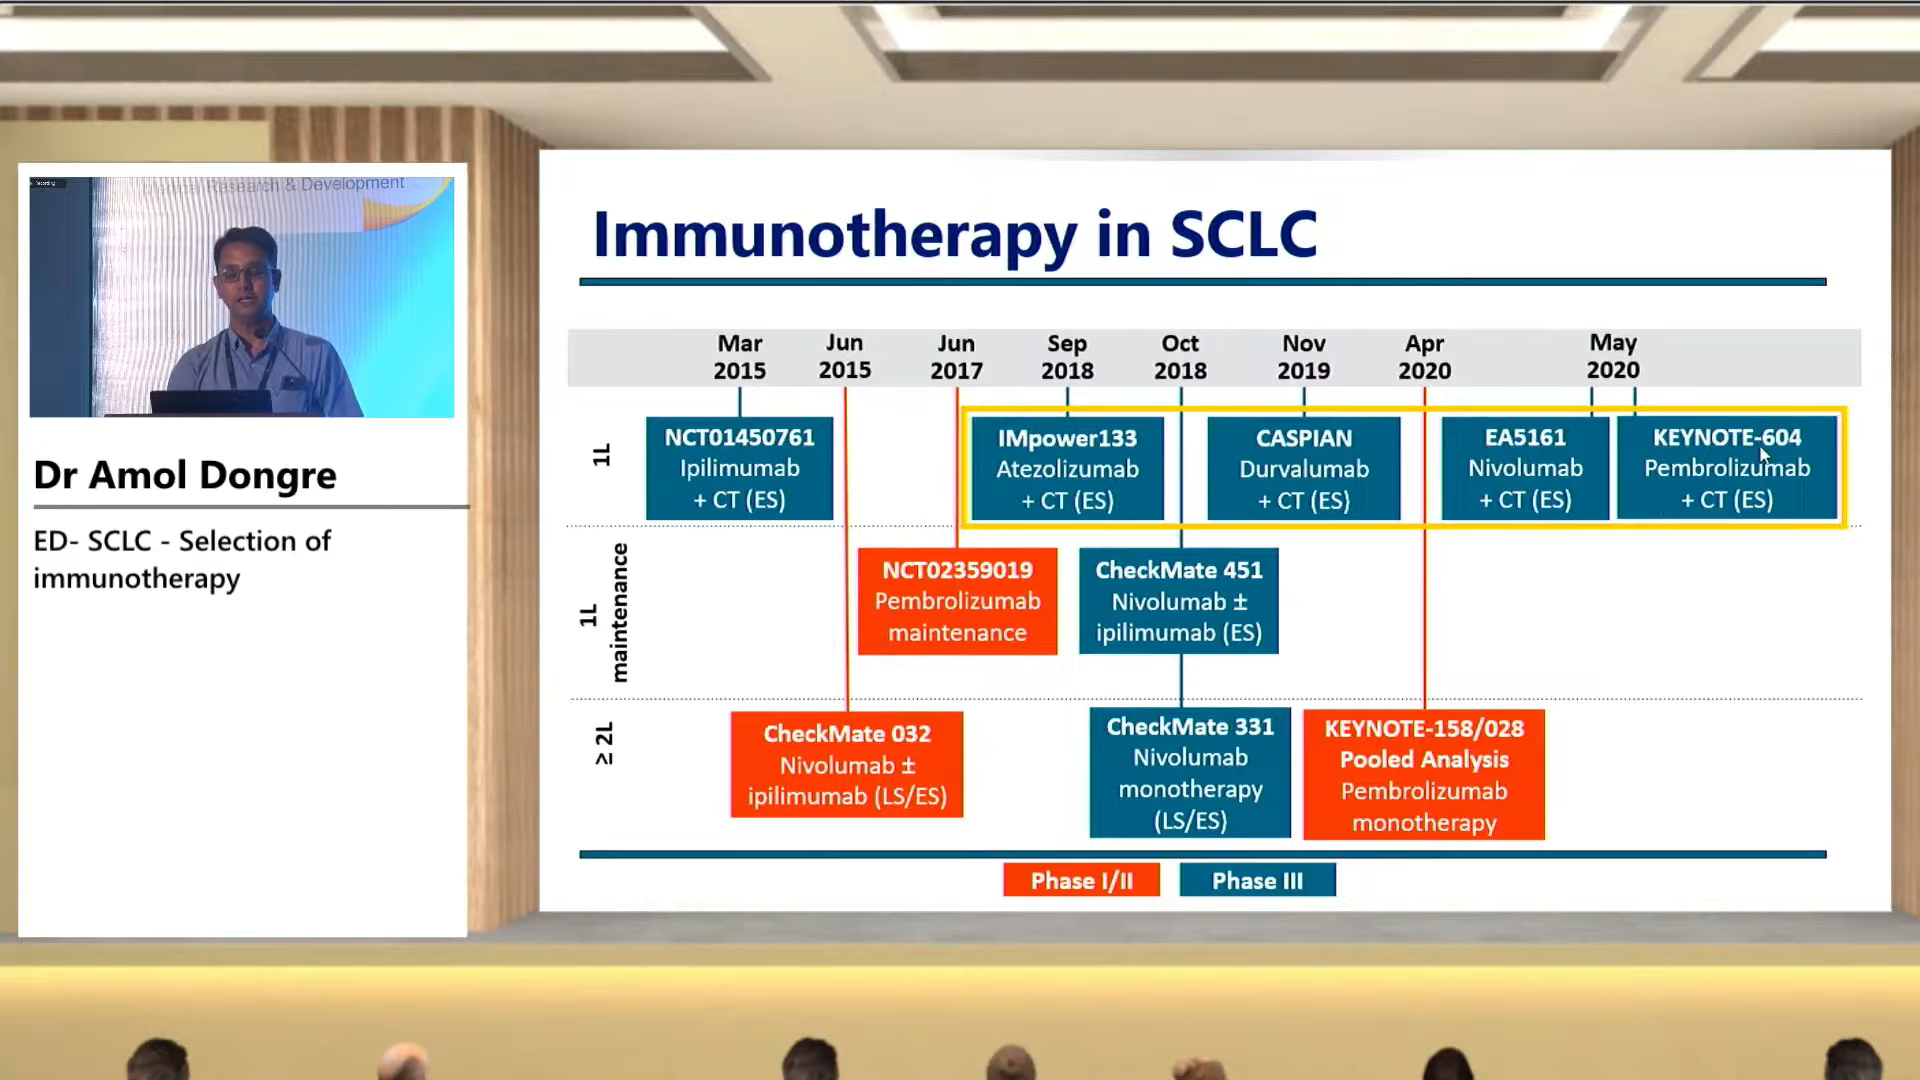 Recording
Research & Development
Dr Amol Dongre
ED- SCLC - Selection of
immunotherapy
Immunotherapy in SCLC
Mar
2015
Jun
2015
Jun
2017
Sep
2018
Oct
2018
Nov
2019
Apr
2020
May
2020
1L
NCT01450761
Ipilimumab
+ CT (ES)
IMpower133
Atezolizumab
+ CT (ES)
CASPIAN
Durvalumab
+ CT (ES)
EA5161
Nivolumab
+ CT (ES)
KEYNOTE-604
Pembrolizumab
+ CT (ES)
1L
maintenance
NCT02359019
Pembrolizumab
maintenance
CheckMate 451
Nivolumab ±
ipilimumab (ES)
≥ 2L
CheckMate 032
Nivolumab ±
ipilimumab (LS/ES)
CheckMate 331
Nivolumab
monotherapy
(LS/ES)
KEYNOTE-158/028
Pooled Analysis
Pembrolizumab
monotherapy
Phase I/II
Phase III